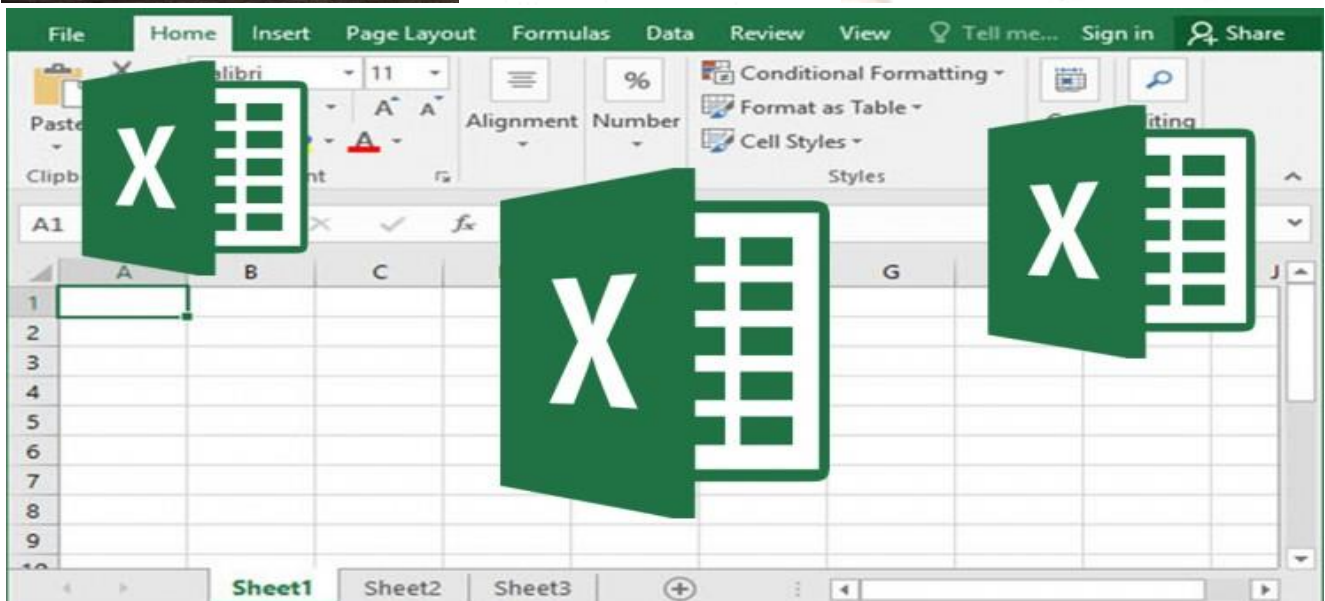 File Home Insert Page Layout Formulas Data Review View Tell me... Sign in Share
11 % Conditional Formatting
A A Format as Table
Paste Alignment Number
A Cell Styles
Styles
A1 fx
A B C G J
1
2
3
4
5
6
7
8
9
X
X
X
Sheet1 Sheet2 Sheet3